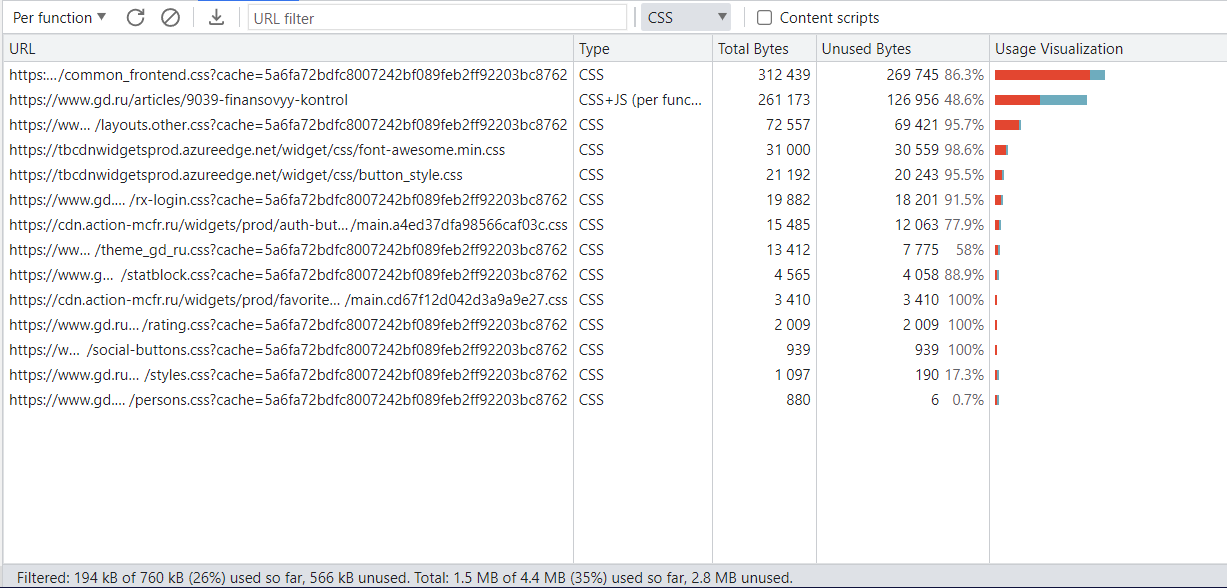 Per function URL filter CSS Content scripts
URL Type Total Bytes Unused Bytes Usage Visualization
https:… /common_frontend.css?cache=5a6fa72bdfc8007242bf089feb2ff92203bc8762 CSS 312 439 269 745 86.3%
https://www.gd.ru/articles/9039-finansovyy-kontrol CSS+JS (per func… 261 173 126 956 48.6%
https://ww… /layouts.other.css?cache=5a6fa72bdfc8007242bf089feb2ff92203bc8762 CSS 72 557 69 421 95.7%
https://tbcdnwidgetsprod.azureedge.net/widget/css/font-awesome.min.css CSS 31 000 30 559 98.6%
https://tbcdnwidgetsprod.azureedge.net/widget/css/button_style.css CSS 21 192 20 243 95.5%
https://www.gd.… /rx-login.css?cache=5a6fa72bdfc8007242bf089feb2ff92203bc8762 CSS 19 882 18 201 91.5%
https://cdn.action-mcfr.ru/widgets/prod/auth-but… /main.a4ed37dfa98566caf03c.css CSS 15 485 12 063 77.9%
https://ww… /theme_gd_ru.css?cache=5a6fa72bdfc8007242bf089feb2ff92203bc8762 CSS 13 412 7 775 58%
https://www.g… /statblock.css?cache=5a6fa72bdfc8007242bf089feb2ff92203bc8762 CSS 4 565 4 058 88.9%
https://cdn.action-mcfr.ru/widgets/prod/favorite… /main.cd67f12d042d3a9a9e27.css CSS 3 410 3 410 100%
https://www.gd.ru… /rating.css?cache=5a6fa72bdfc8007242bf089feb2ff92203bc8762 CSS 2 009 2 009 100%
https://w… /social-buttons.css?cache=5a6fa72bdfc8007242bf089feb2ff92203bc8762 CSS 939 939 100%
https://www.gd.ru… /styles.css?cache=5a6fa72bdfc8007242bf089feb2ff92203bc8762 CSS 1 097 190 17.3%
https://www.gd.… /persons.css?cache=5a6fa72bdfc8007242bf089feb2ff92203bc8762 CSS 880 6 0.7%
Filtered: 194 kB of 760 kB (26%) used so far, 566 kB unused. Total: 1.5 MB of 4.4 MB (35%) used so far, 2.8 MB unused.